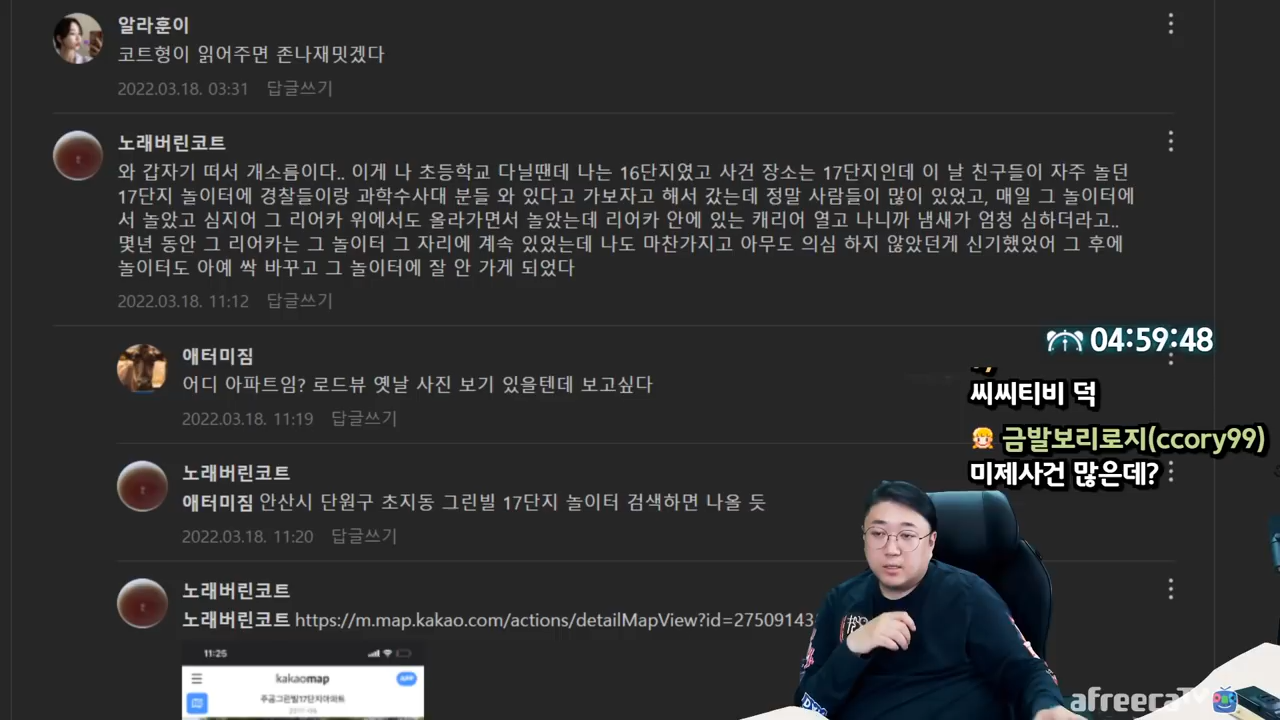 알라훈이
코트형이 읽어주면 존나재밋겠다
2022.03.18. 03:31 답글쓰기
노래버린코트
와 갑자기 떠서 개소름이다.. 이게 나 초등학교 다닐땐데 나는 16단지였고 사건 장소는 17단지인데 이 날 친구들이 자주 놀던
17단지 놀이터에 경찰들이랑 과학수사대 분들 와 있다고 가보자고 해서 갔는데 정말 사람들이 많이 있었고, 매일 그 놀이터에
서 놀았고 심지어 그 리어카 위에서도 올라가면서 놀았는데 리어카 안에 있는 캐리어 열고 나니까 냄새가 엄청 심하더라고..
몇년 동안 그 리어카는 그 놀이터 그 자리에 계속 있었는데 나도 마찬가지고 아무도 의심 하지 않았던게 신기했었어 그 후에
놀이터도 아예 싹 바꾸고 그 놀이터에 잘 안 가게 되었다
2022.03.18. 11:12 답글쓰기
04:59:48
애터미짐
어디 아파트임? 로드뷰 옛날 사진 보기 있을텐데 보고싶다
2022.03.18. 11:19 답글쓰기
씨씨티비 덕
금발보리로지(ccory99)
미제사건 많은데?
노래버린코트
애터미짐 안산시 단원구 초지동 그린빌 17단지 놀이터 검색하면 나올 듯
2022.03.18. 11:20 답글쓰기
노래버린코트
노래버린코트 https://m.map.kakao.com/actions/detailMapView?id=27509143
11:25
kakaomap
APP
주공그린빌17단지아파트
afreecaTV